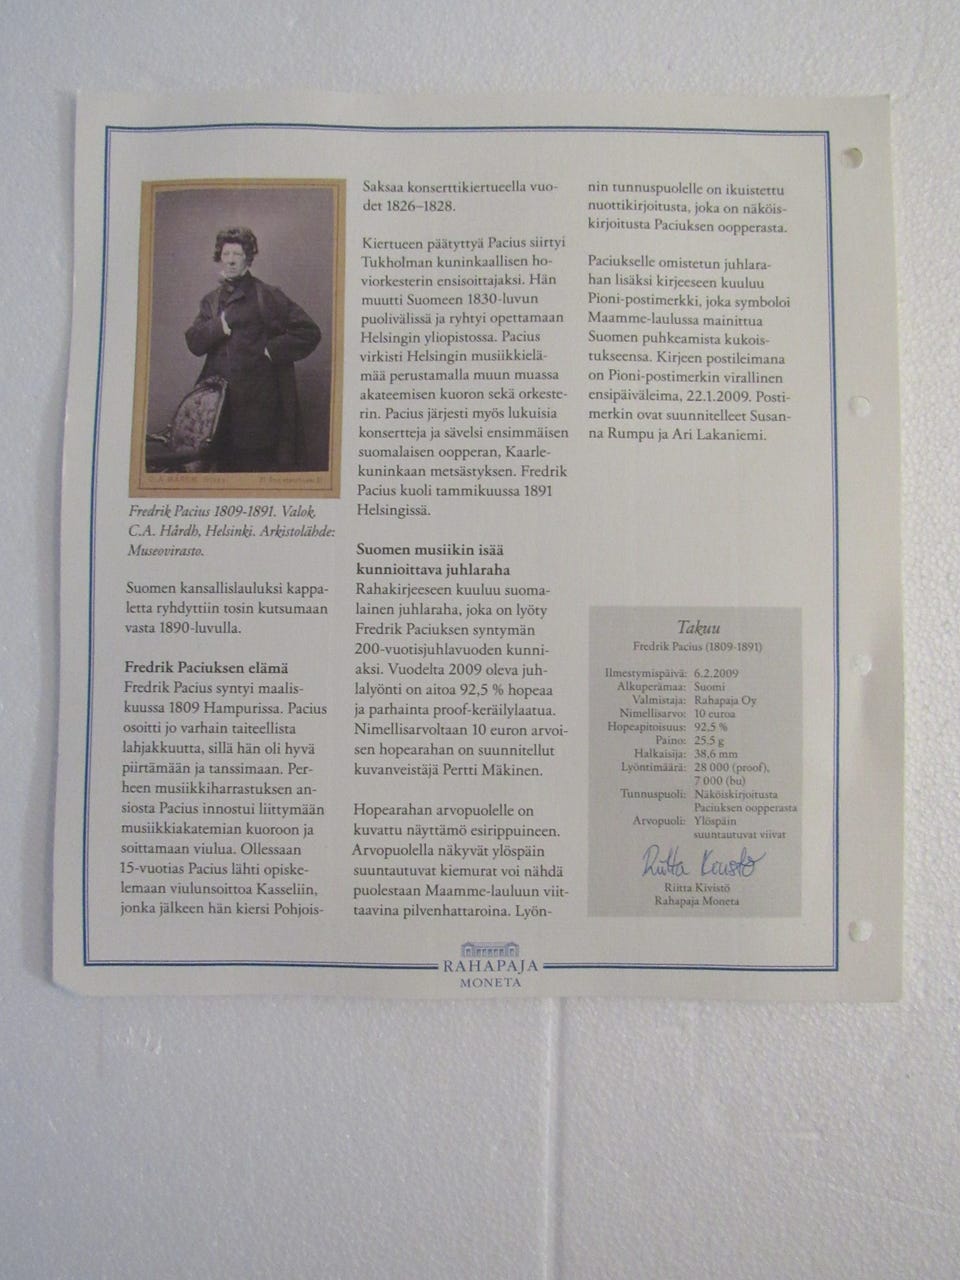 Fredrik Pacius 1809-1891. Valok.
C.A. Hårdh, Helsinki. Arkistolähde:
Museovirasto.
Suomen kansallislauluksi kappa-
letta ryhdyttiin tosin kutsumaan
vasta 1890-luvulla.
Fredrik Paciuksen elämä
Fredrik Pacius syntyi maalis-
kuussa 1809 Hampurissa. Pacius
osoitti jo varhain taiteellista
lahjakkuutta, sillä hän oli hyvä
piirtämään ja tanssimaan. Per-
heen musiikkiharrastuksen an-
siosta Pacius innostui liittymään
musiikkiakatemian kuoroon ja
soittamaan viulua. Ollessaan
15-vuotias Pacius lähti opiske-
lemaan viulunsoittoa Kasseliin,
jonka jälkeen hän kiersi Pohjois-
Saksaa konserttikiertueella vuo-
det 1826–1828.
Kiertueen päätyttyä Pacius siirtyi
Tukholman kuninkaallisen ho-
viorkesterin ensisoittajaksi. Hän
muutti Suomeen 1830-luvun
puolivälissä ja ryhtyi opettamaan
Helsingin yliopistossa. Pacius
virkisti Helsingin musiikkielä-
mää perustamalla muun muassa
akateemisen kuoron sekä orkeste-
rin. Pacius järjesti myös lukuisia
konsertteja ja sävelsi ensimmäisen
suomalaisen oopperan, Kaarle-
kuninkaan metsästyksen. Fredrik
Pacius kuoli tammikuussa 1891
Helsingissä.
Suomen musiikin isää
kunnioittava juhlaraha
Rahakirjeeseen kuuluu suoma-
lainen juhlaraha, joka on lyöty
Fredrik Paciuksen syntymän
200-vuotisjuhlavuoden kunni-
aksi. Vuodelta 2009 oleva juh-
lalyönti on aitoa 92,5 % hopeaa
ja parhainta proof-keräilylaatua.
Nimellisarvoltaan 10 euron arvoi-
sen hopearahan on suunnitellut
kuvanveistäjä Pertti Mäkinen.
Hopearahan arvopuolelle on
kuvattu näyttämö esirippuineen.
Arvopuolella näkyvät ylöspäin
suuntautuvat kiemurat voi nähdä
puolestaan Maamme-lauluun viit-
taavina pilvenhattaroina. Lyön-
nin tunnuspuolelle on ikuistettu
nuottikirjoitusta, joka on näköis-
kirjoitusta Paciuksen oopperasta.
Paciukselle omistetun juhlara-
han lisäksi kirjeeseen kuuluu
Pioni-postimerkki, joka symboloi
Maamme-laulussa mainittua
Suomen puhkeamista kukois-
tukseensa. Kirjeen postileimana
on Pioni-postimerkin virallinen
ensipäiväleima, 22.1.2009. Posti-
merkin ovat suunnitelleet Susan-
na Rumpu ja Ari Lakaniemi.
Takuu
Fredrik Pacius (1809-1891)
Ilmestymispäivä: 6.2.2009
Alkuperämaa: Suomi
Valmistaja: Rahapaja Oy
Nimellisarvo: 10 euroa
Hopeapitoisuus: 92,5 %
Paino: 25,5 g
Halkaisija: 38,6 mm
Lyöntimäärä: 28 000 (proof),
7 000 (bu)
Tunnuspuoli: Näköiskirjoitusta
Paciuksen oopperasta
Arvopuoli: Ylöspäin
suuntautuvat viivat
Riitta Kivistö
Riitta Kivistö
Rahapaja Moneta
RAHAPAJA
MONETA